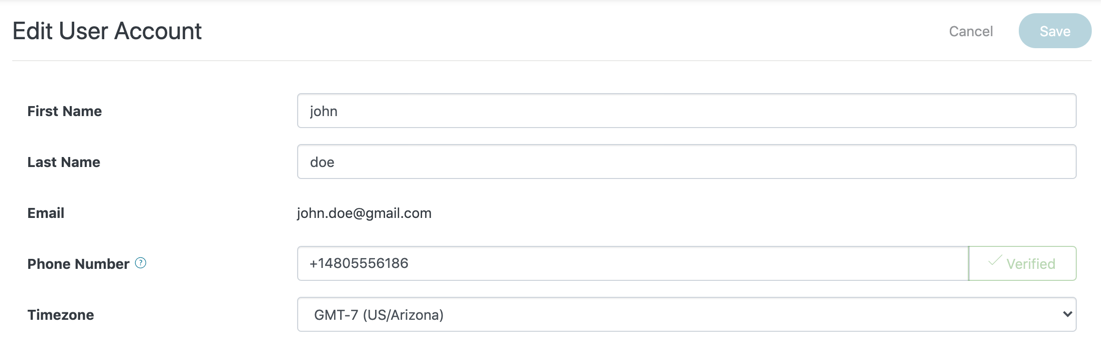 Edit User Account Cancel Save
First Name john
Last Name doe
Email john.doe@gmail.com
Phone Number ? +14805556186 Verified
Timezone GMT-7 (US/Arizona)